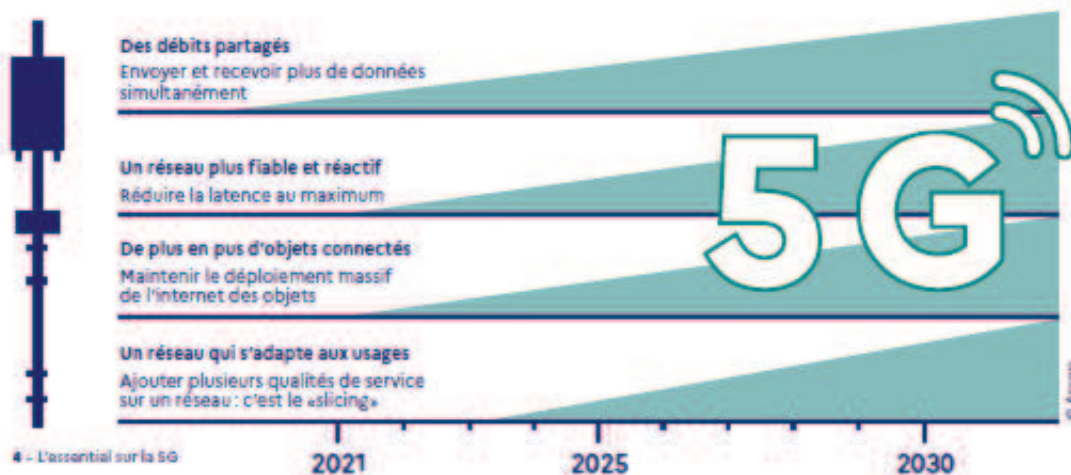 Des débits partagés
Envoyer et recevoir plus de données
simultanément
Un réseau plus fiable et réactif
Réduire la latence au maximum
De plus en pus d'objets connectés
Maintenir le déploiement massif
de l'internet des objets
Un réseau qui s'adapte aux usages
Ajouter plusieurs qualités de service
sur un réseau : c'est le «slicing»
5G
2021
2025
2030
4 - L'essentiel sur la 5G